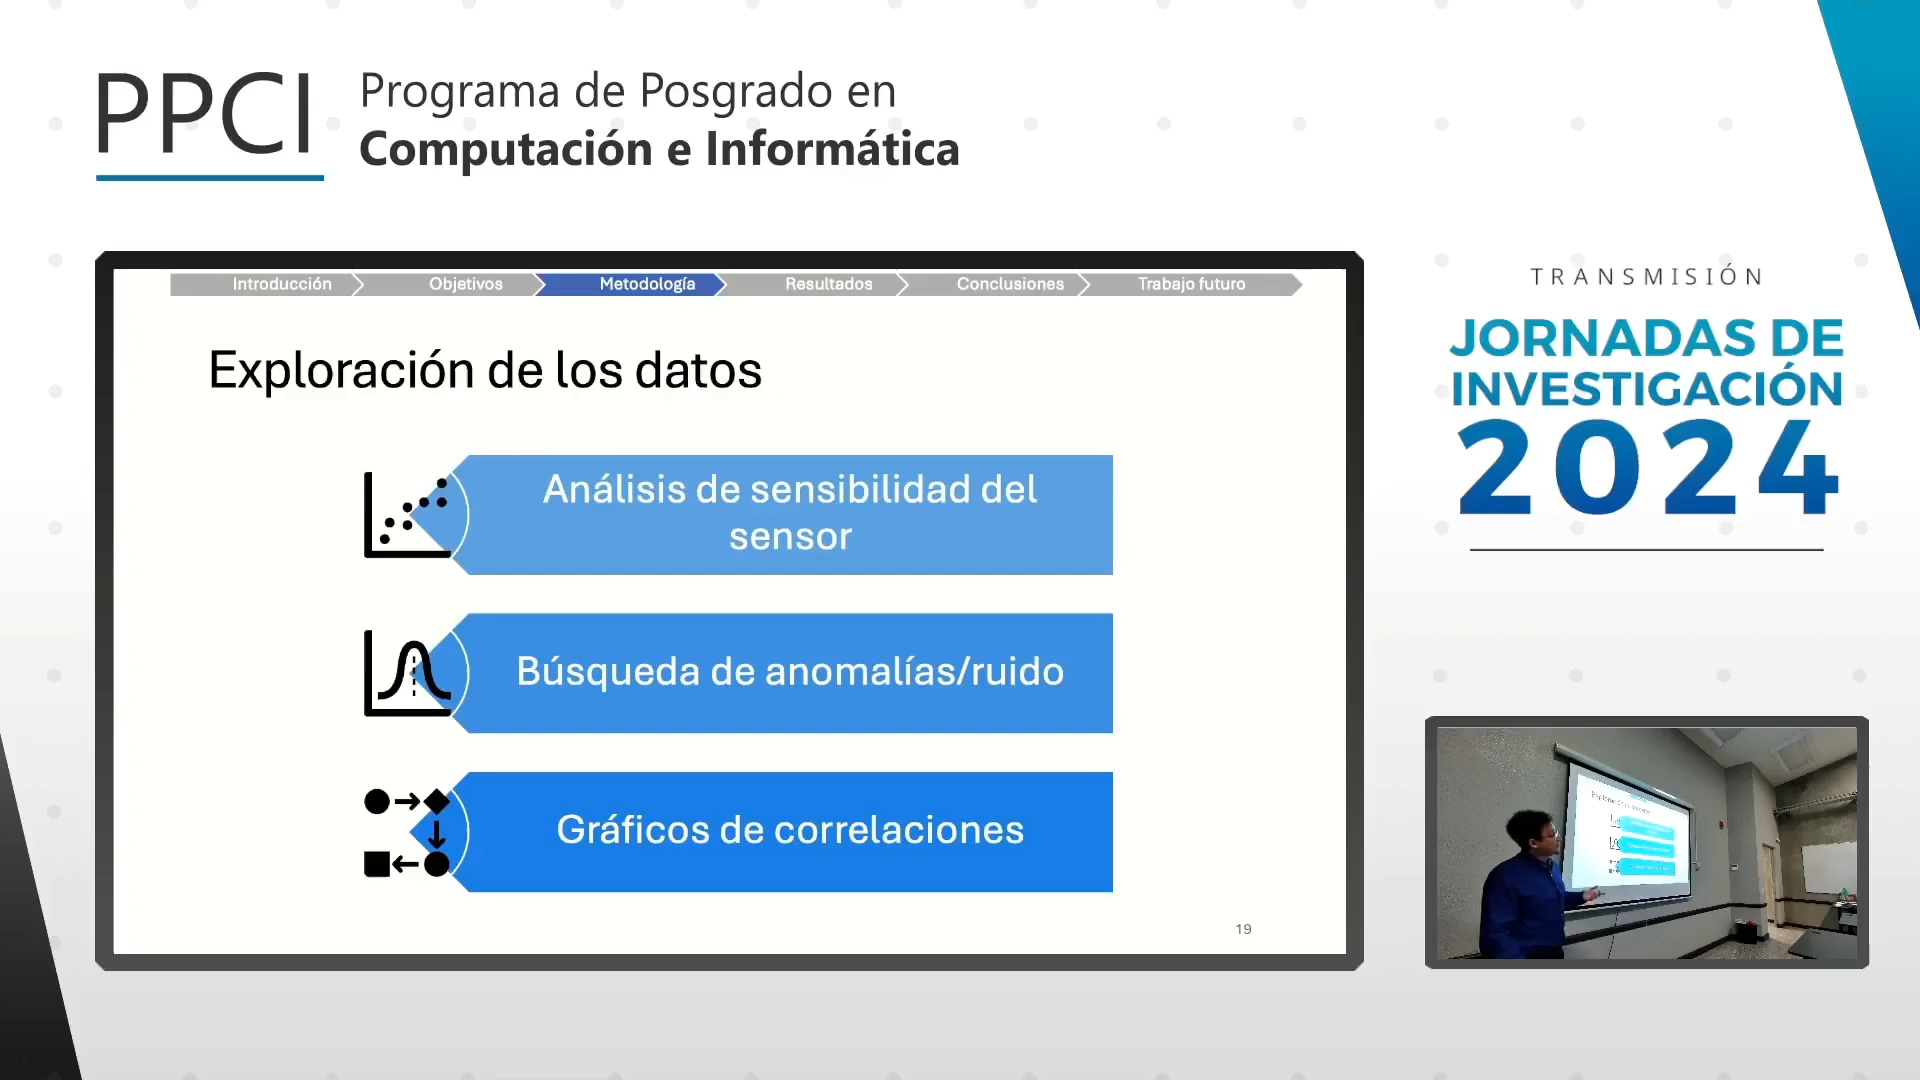 PPCI
Programa de Posgrado en
Computación e Informática
TRANSMISIÓN
JORNADAS DE
INVESTIGACIÓN
2024
Introducción
Objetivos
Metodología
Resultados
Conclusiones
Trabajo futuro
Exploración de los datos
Análisis de sensibilidad del
sensor
Búsqueda de anomalías/ruido
Gráficos de correlaciones
19